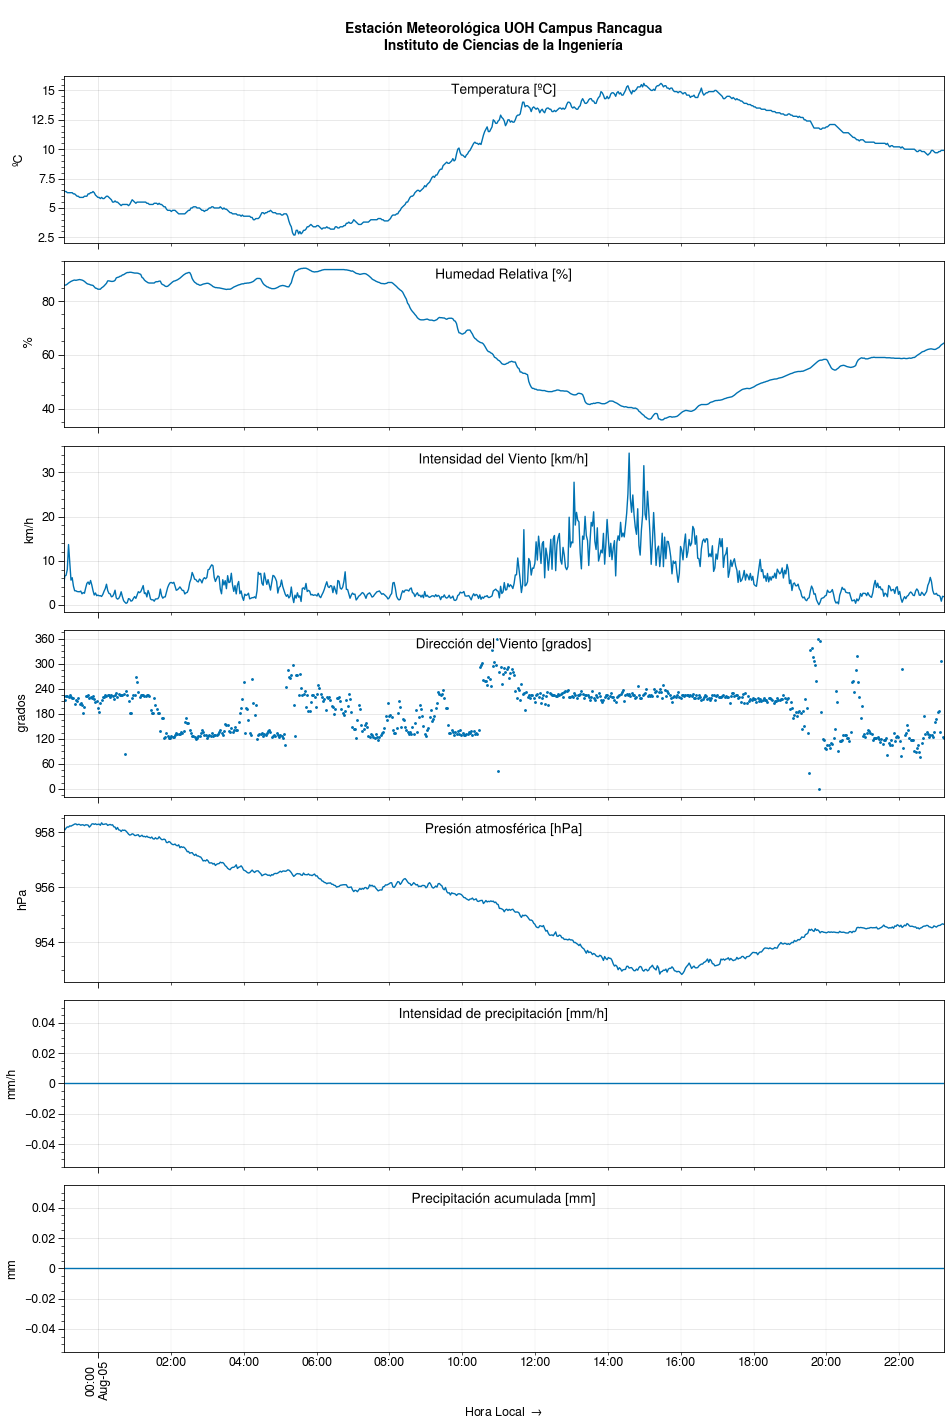 Estación Meteorológica UOH Campus Rancagua
Instituto de Ciencias de la Ingeniería
Temperatura [ºC]
ºC
15
12.5
10
7.5
5
2.5
Humedad Relativa [%]
%
80
60
40
Intensidad del Viento [km/h]
km/h
30
20
10
0
Dirección del Viento [grados]
grados
360
300
240
180
120
60
0
Presión atmosférica [hPa]
hPa
958
956
954
Intensidad de precipitación [mm/h]
mm/h
0.04
0.02
0
−0.02
−0.04
Precipitación acumulada [mm]
mm
0.04
0.02
0
−0.02
−0.04
00:00
Aug-05
02:00
04:00
06:00
08:00
10:00
12:00
14:00
16:00
18:00
20:00
22:00
Hora Local →